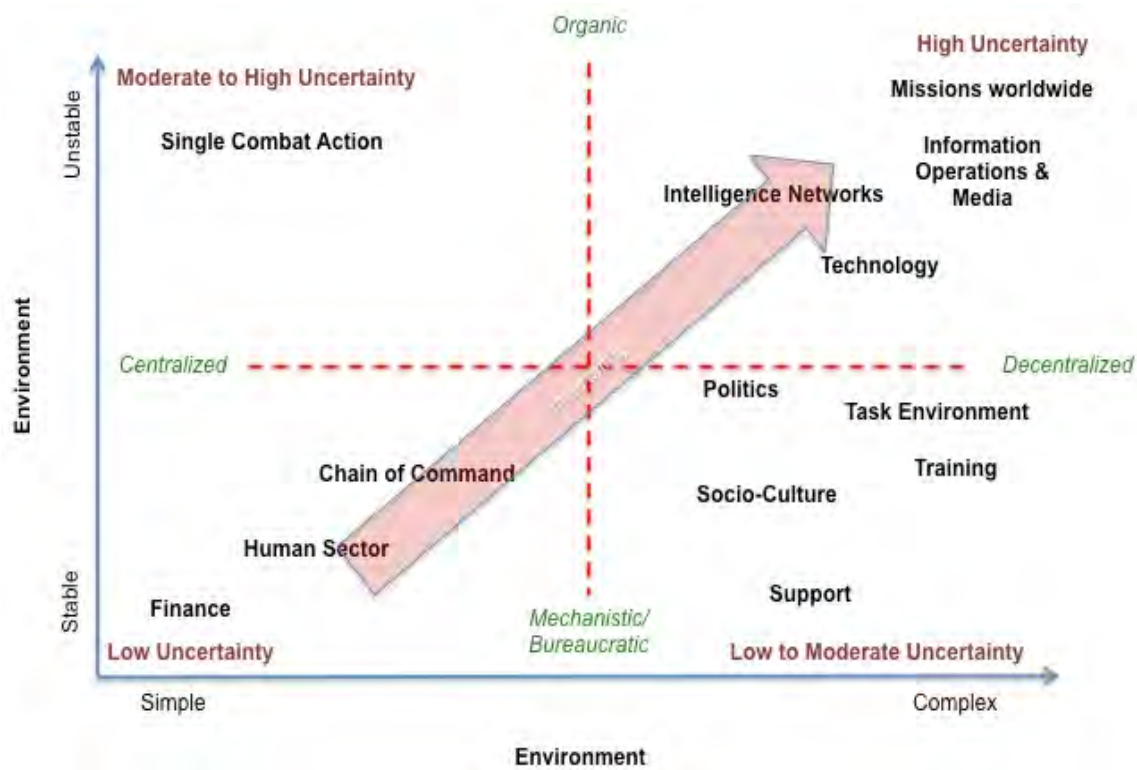 Organic
High Uncertainty
Moderate to High Uncertainty
Missions worldwide
Single Combat Action
Information
Operations &
Media
Unstable
Intelligence Networks
Technology
Environment
Centralized
Decentralized
Politics
Task Environment
Chain of Command
Training
Socio-Culture
Human Sector
Stable
Finance
Support
Mechanistic/
Bureaucratic
Low Uncertainty
Low to Moderate Uncertainty
Simple
Complex
Environment